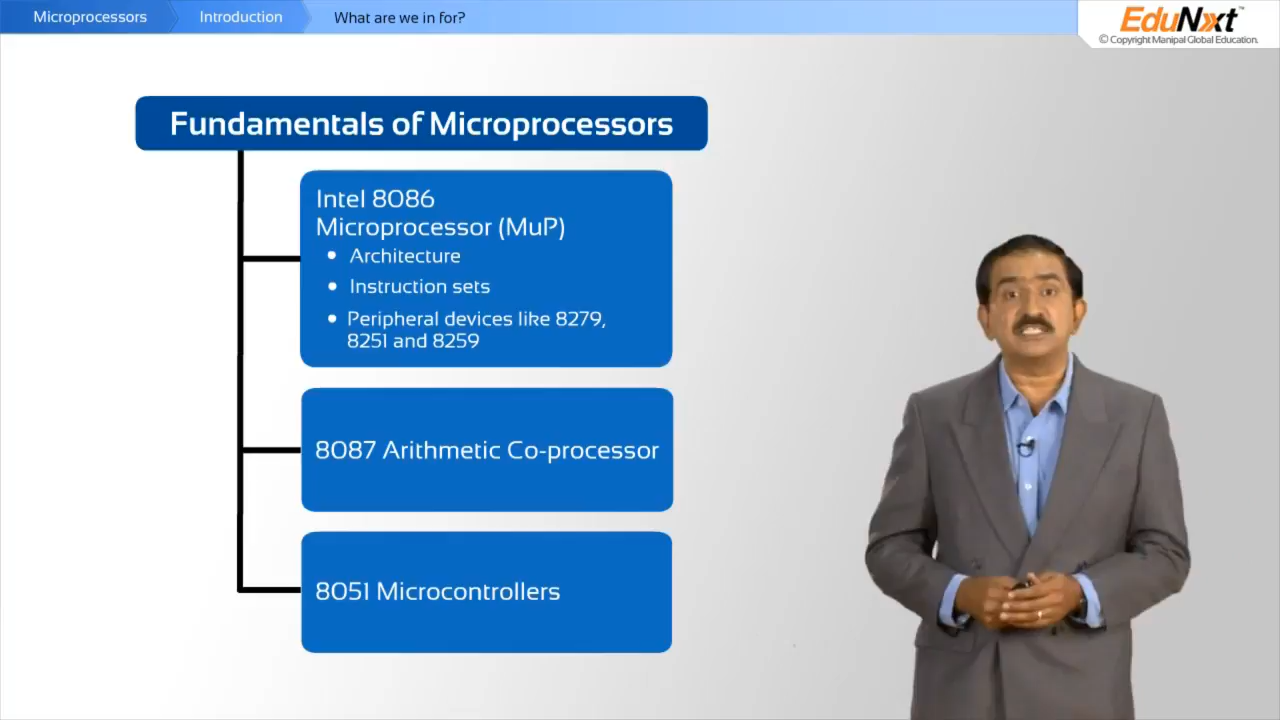 Microprocessors
Introduction
What are we in for?
EduNxt™
© Copyright Manipal Global Education.
Fundamentals of Microprocessors
Intel 8086
Microprocessor (MuP)
• Architecture
• Instruction sets
• Peripheral devices like 8279,
8251 and 8259
8087 Arithmetic Co-processor
8051 Microcontrollers